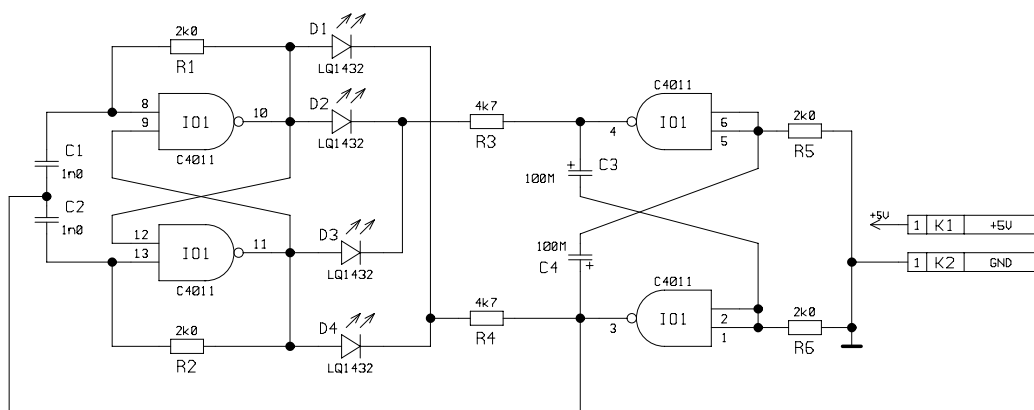 2k0
R1
D1
LQ1432
8
9
IO1
10
C4011
D2
LQ1432
C1
1n0
C2
1n0
12
13
IO1
11
C4011
D3
LQ1432
2k0
R2
D4
LQ1432
4k7
R3
4k7
R4
C4011
4
IO1
6
5
2k0
R5
100M
C3
100M
C4
C4011
3
IO1
2
1
2k0
R6
+5V
1 K1 +5V
1 K2 GND